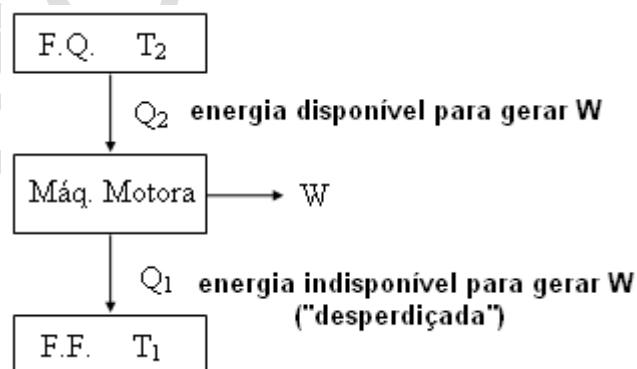 F.Q. T₂
Q₂ energia disponível para gerar W
Máq. Motora W
Q₁ energia indisponível para gerar W
("desperdiçada")
F.F. T₁